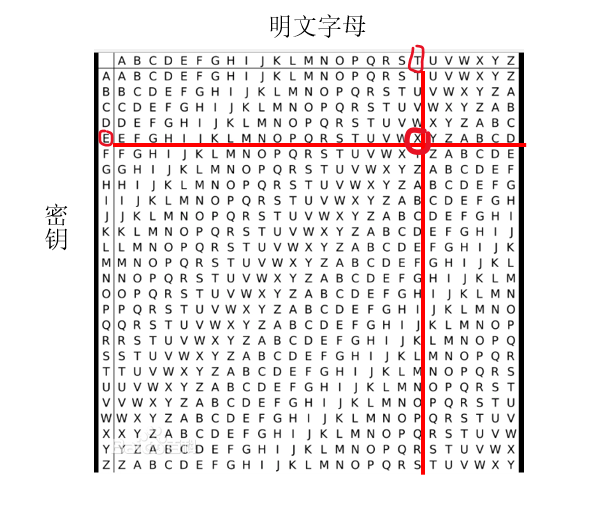 明文字母
密钥
A B C D E F G H I J K L M N O P Q R S T U V W X Y Z
A A B C D E F G H I J K L M N O P Q R S T U V W X Y Z
B B C D E F G H I J K L M N O P Q R S T U V W X Y Z A
C C D E F G H I J K L M N O P Q R S T U V W X Y Z A B
D D E F G H I J K L M N O P Q R S T U V W X Y Z A B C
E E F G H I J K L M N O P Q R S T U V W X Y Z A B C D
F F G H I J K L M N O P Q R S T U V W X Y Z A B C D E
G G H I J K L M N O P Q R S T U V W X Y Z A B C D E F
H H I J K L M N O P Q R S T U V W X Y Z A B C D E F G
I I J K L M N O P Q R S T U V W X Y Z A B C D E F G H
J J K L M N O P Q R S T U V W X Y Z A B C D E F G H I
K K L M N O P Q R S T U V W X Y Z A B C D E F G H I J
L L M N O P Q R S T U V W X Y Z A B C D E F G H I J K
M M N O P Q R S T U V W X Y Z A B C D E F G H I J K L
N N O P Q R S T U V W X Y Z A B C D E F G H I J K L M
O O P Q R S T U V W X Y Z A B C D E F G H I J K L M N
P P Q R S T U V W X Y Z A B C D E F G H I J K L M N O
Q Q R S T U V W X Y Z A B C D E F G H I J K L M N O P
R R S T U V W X Y Z A B C D E F G H I J K L M N O P Q
S S T U V W X Y Z A B C D E F G H I J K L M N O P Q R
T T U V W X Y Z A B C D E F G H I J K L M N O P Q R S
U U V W X Y Z A B C D E F G H I J K L M N O P Q R S T
V V W X Y Z A B C D E F G H I J K L M N O P Q R S T U
W W X Y Z A B C D E F G H I J K L M N O P Q R S T U V
X X Y Z A B C D E F G H I J K L M N O P Q R S T U V W
Y Y Z A B C D E F G H I J K L M N O P Q R S T U V W X
Z Z A B C D E F G H I J K L M N O P Q R S T U V W X Y